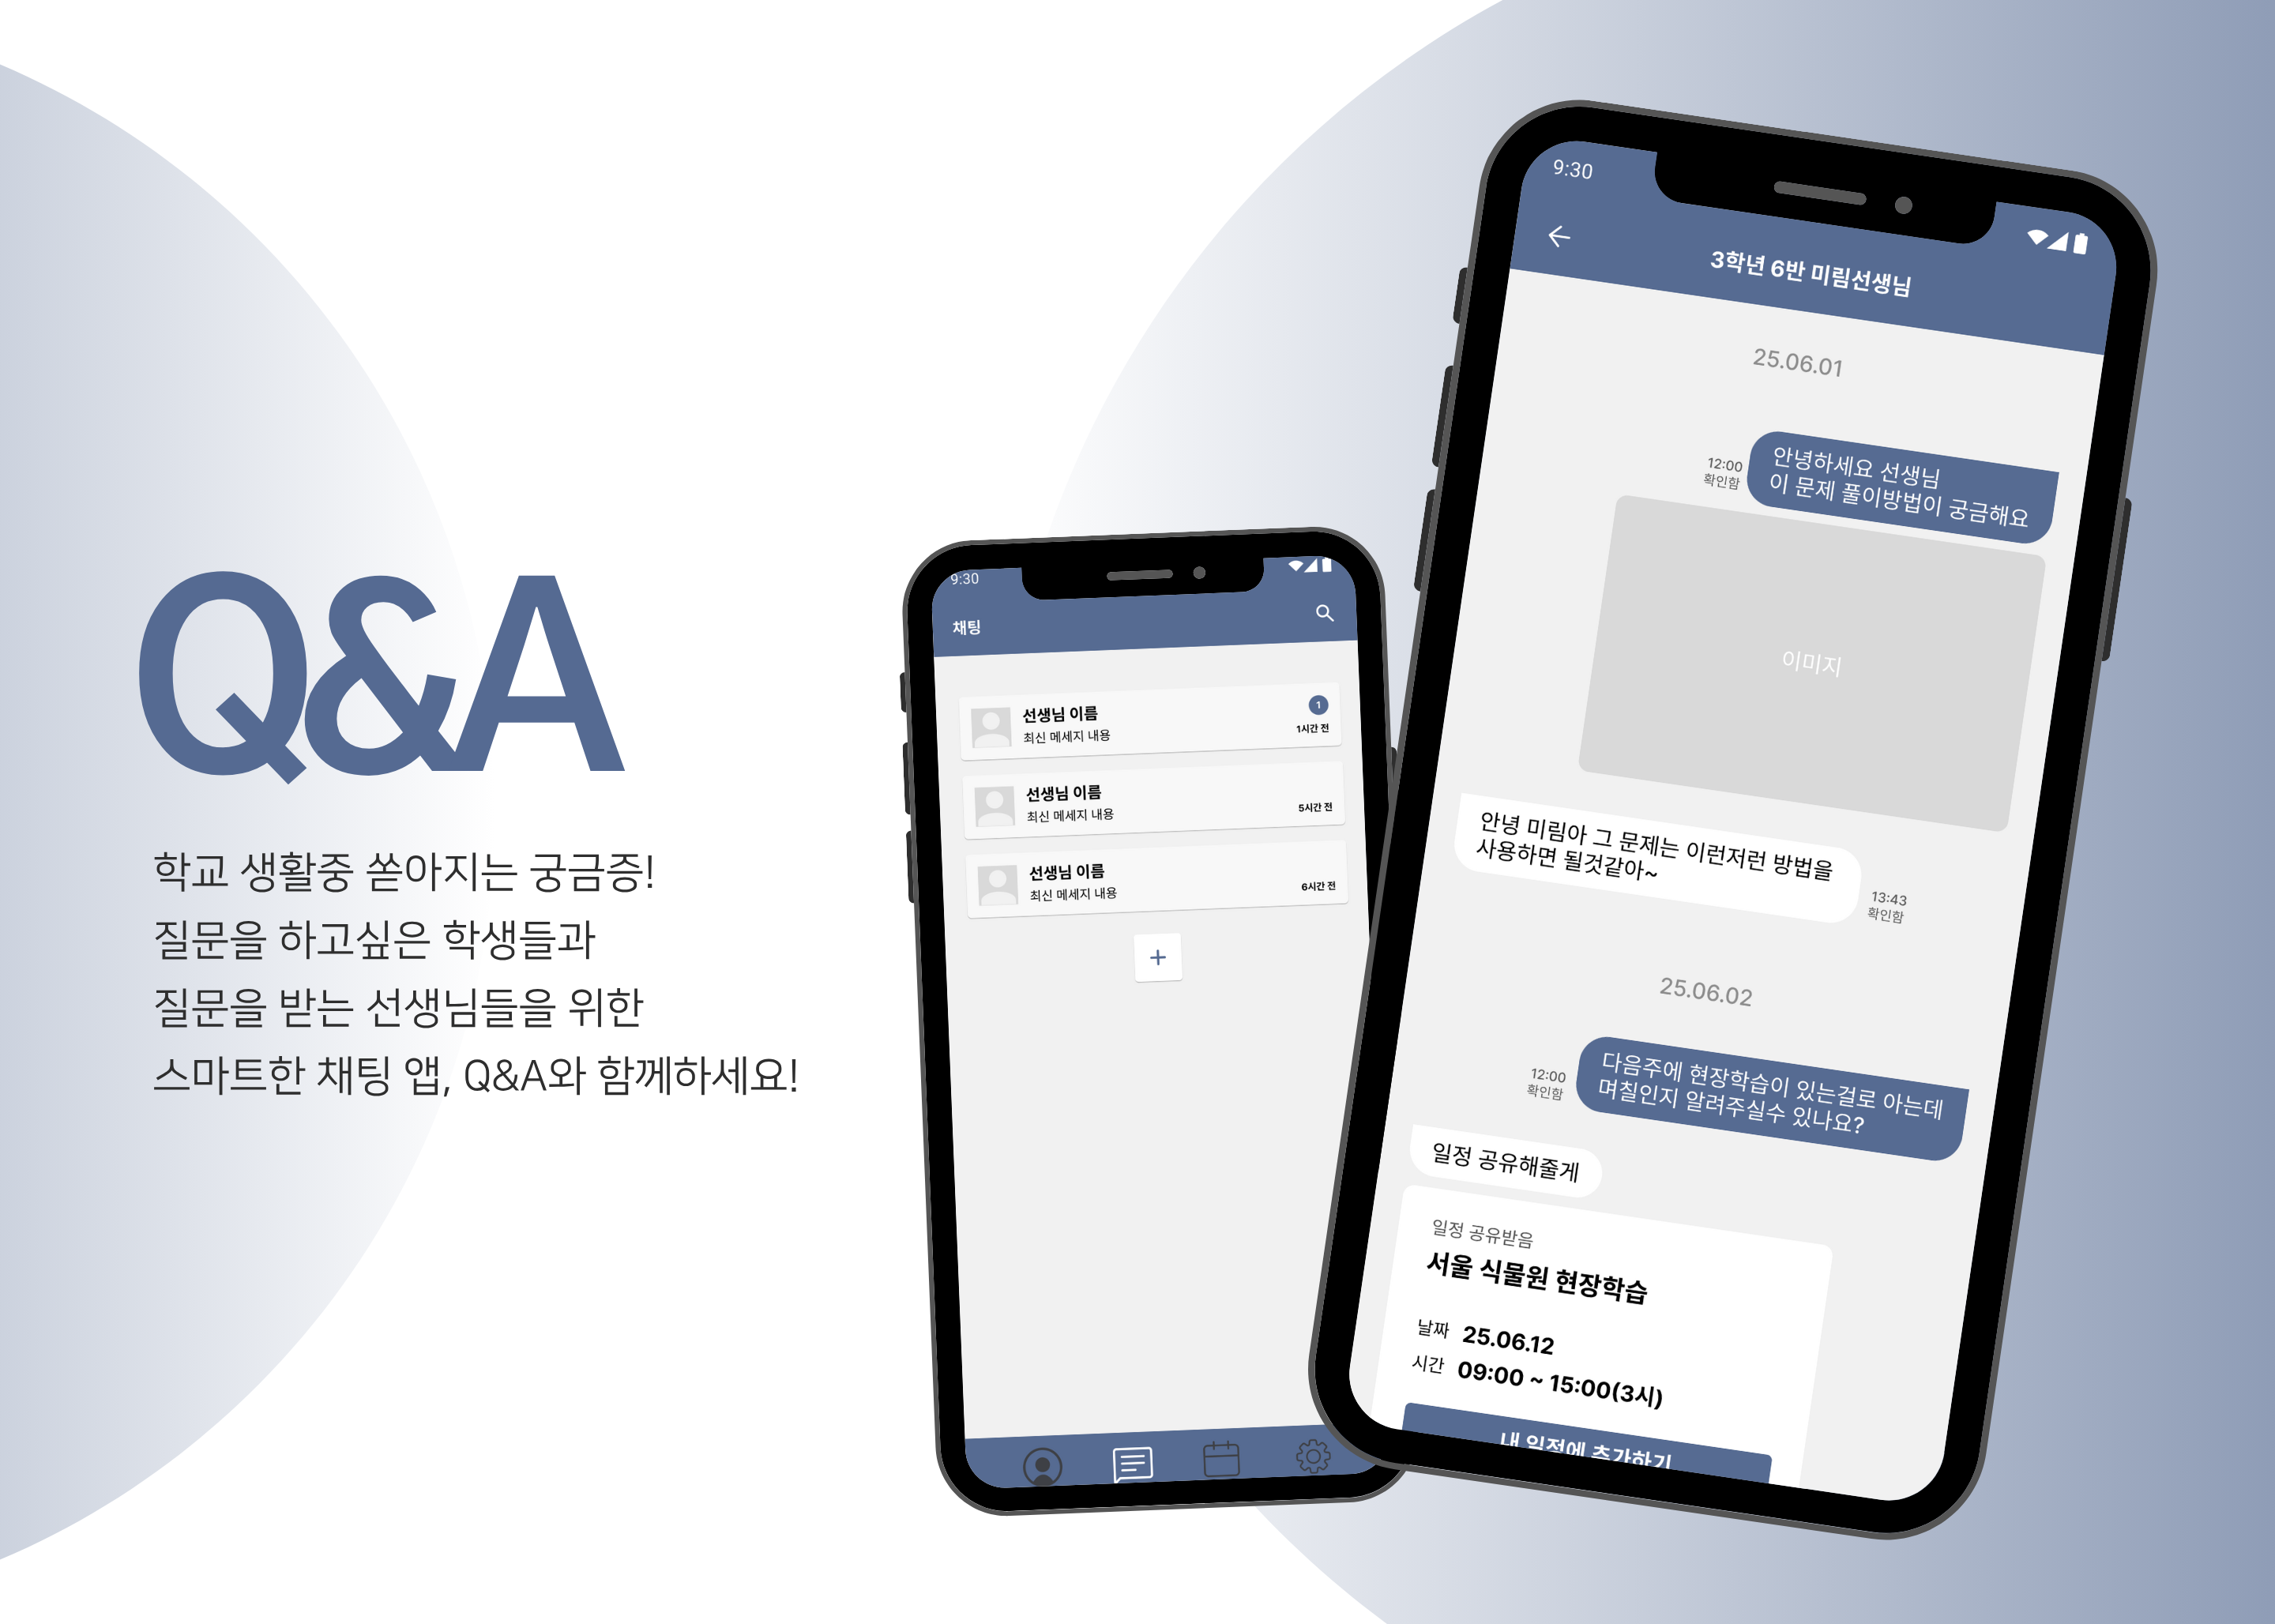 Q&A
학교 생활중 쏟아지는 궁금증!
질문을 하고싶은 학생들과
질문을 받는 선생님들을 위한
스마트한 채팅 앱, Q&A와 함께하세요!
9:30
채팅
선생님 이름
최신 메세지 내용
1
1시간 전
선생님 이름
최신 메세지 내용
5시간 전
선생님 이름
최신 메세지 내용
6시간 전
+
9:30
3학년 6반 미림선생님
25.06.01
안녕하세요 선생님
이 문제 풀이방법이 궁금해요
12:00
확인함
이미지
안녕 미림아 그 문제는 이런저런 방법을
사용하면 될것같아~
13:43
확인함
25.06.02
다음주에 현장학습이 있는걸로 아는데
며칠인지 알려주실수 있나요?
12:00
확인함
일정 공유해줄게
일정 공유받음
서울 식물원 현장학습
날짜 25.06.12
시간 09:00 ~ 15:00(3시)
내 일정에 추가하기